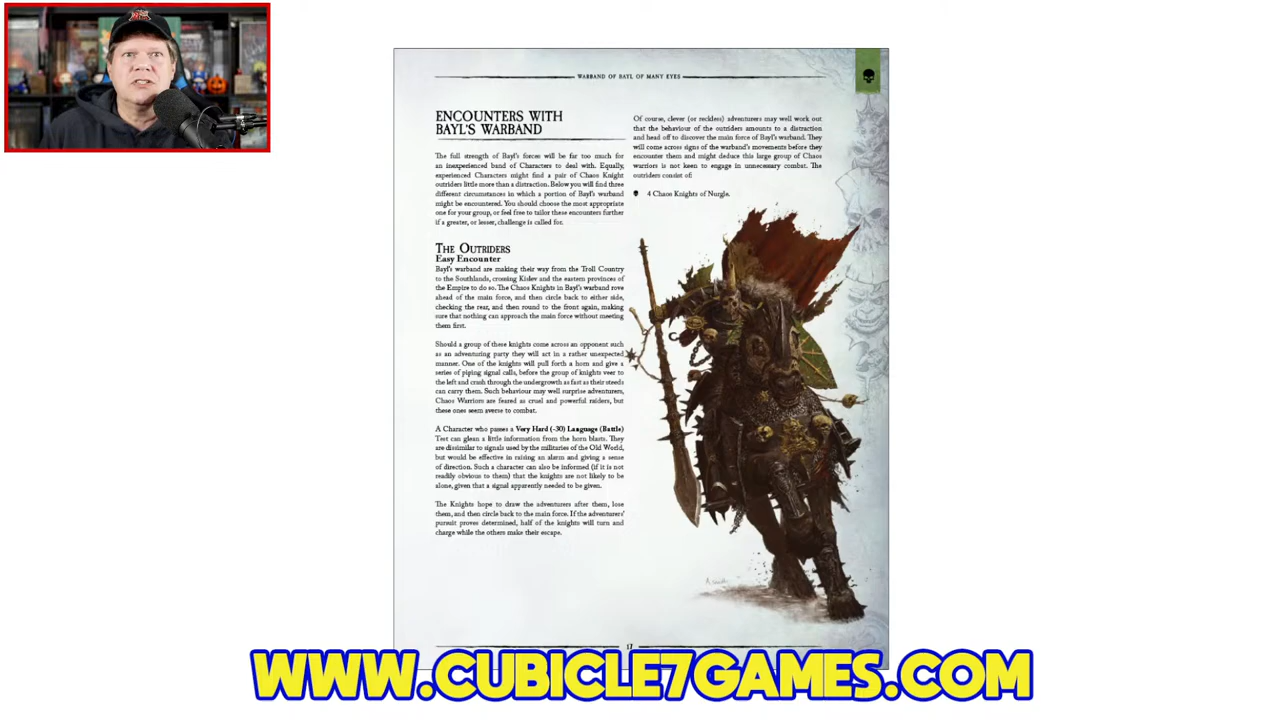 WARBAND OF BAYL OF MANY EYES
ENCOUNTERS WITH
BAYL'S WARBAND
The full strength of Bayl's forces will be far too much for
an inexperienced band of Characters to deal with. Equally,
experienced Characters might find a pair of Chaos Knight
outriders little more than a distraction. Below you will find three
different circumstances in which a portion of Bayl's warband
might be encountered. You should choose the most appropriate
one for your group, or feel free to tailor these encounters further
if a greater, or lesser, challenge is called for.
The Outriders
Easy Encounter
Bayl's warband are making their way from the Troll Country
to the Southlands, crossing Kislev and the eastern provinces of
the Empire to do so. The Chaos Knights in Bayl's warband rove
ahead of the main force, and then circle back to either side,
checking the rear, and then round to the front again, making
sure that nothing can approach the main force without meeting
them first.
Should a group of these knights come across an opponent such
as an adventuring party they will act in a rather unexpected
manner. One of the knights will pull forth a horn and give a
series of piping signal calls, before the group of knights veer to
the left and crash through the undergrowth as fast as their steeds
can carry them. Such behaviour may well surprise adventurers,
Chaos Warriors are feared as cruel and powerful raiders, but
these ones seem averse to combat.
A Character who passes a Very Hard (-30) Language (Battle)
Test can glean a little information from the horn blasts. They
are dissimilar to signals used by the militaries of the Old World,
but would be effective in raising an alarm and giving a sense
of direction. Such a character can also be informed (if it is not
readily obvious to them) that the knights are not likely to be
alone, given that a signal apparently needed to be given.
The Knights hope to draw the adventurers after them, lose
them, and then circle back to the main force. If the adventurers'
pursuit proves determined, half of the knights will turn and
charge while the others make their escape.
Of course, clever (or reckless) adventurers may well work out
that the behaviour of the outriders amounts to a distraction
and head off to discover the main force of Bayl's warband. They
will come across signs of the warband's movements before they
encounter them and might deduce this large group of Chaos
warriors is not keen to engage in unnecessary combat. The
outriders consist of:
4 Chaos Knights of Nurgle.
17
WWW.CUBICLE7GAMES.COM